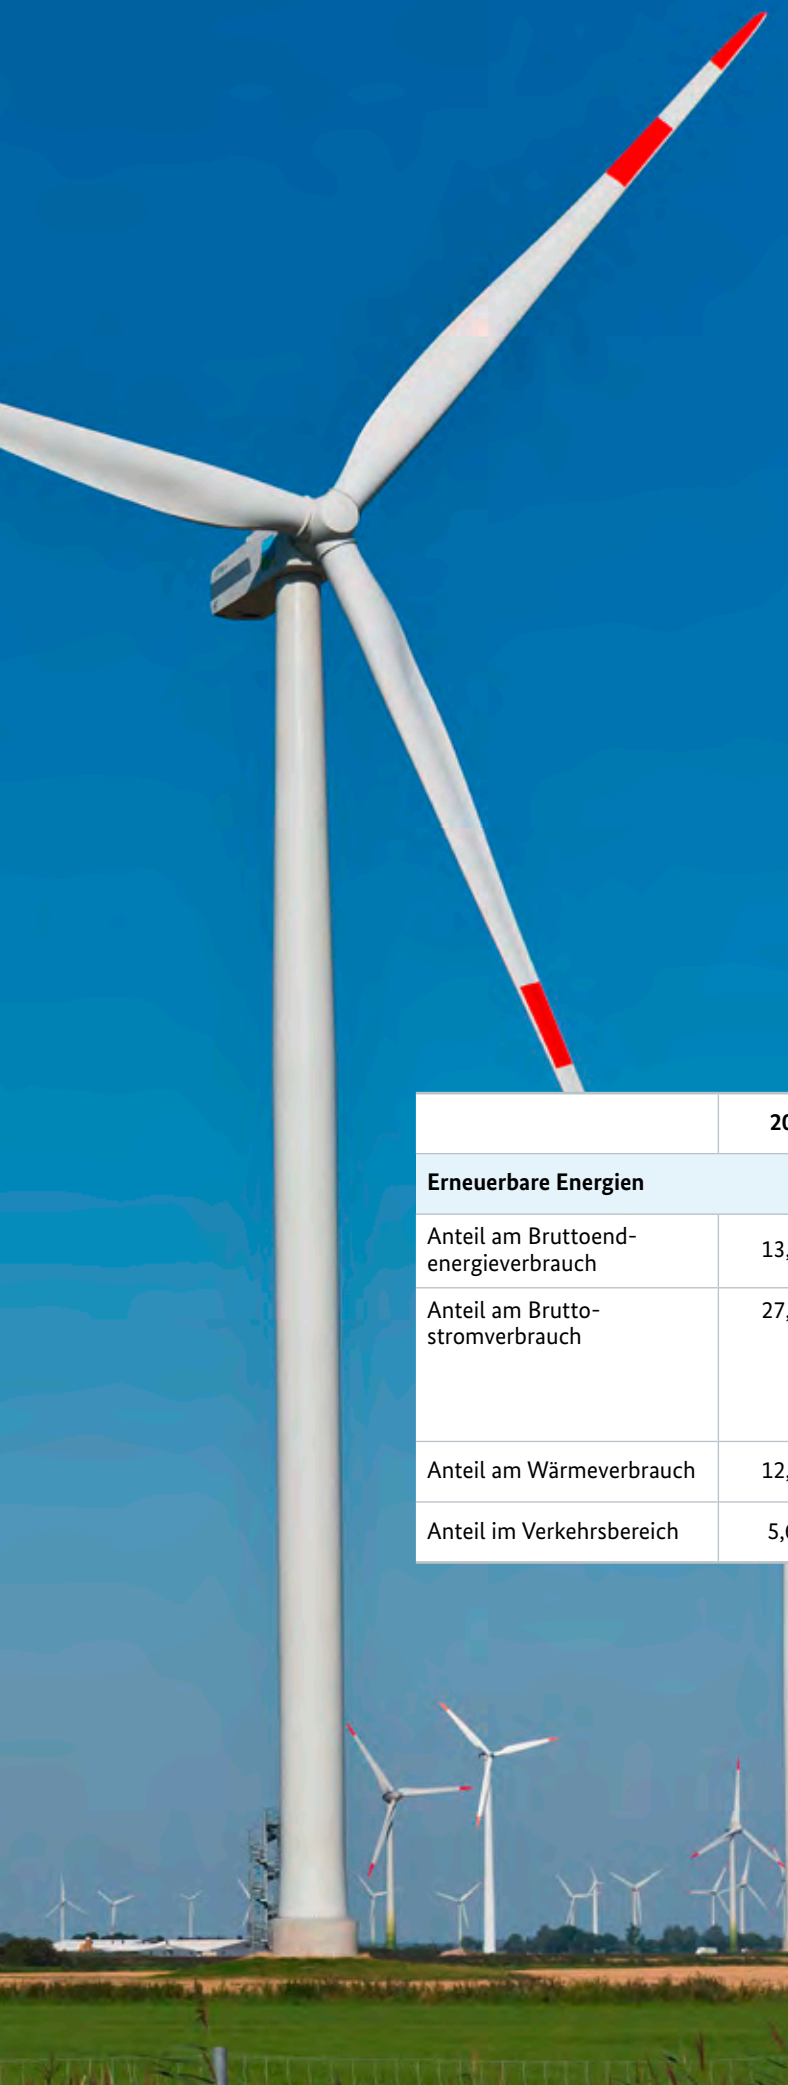 20
Erneuerbare Energien
Anteil am Bruttoend-
energieverbrauch
13,
Anteil am Brutto-
stromverbrauch
27,
Anteil am Wärmeverbrauch 12,
Anteil im Verkehrsbereich 5,